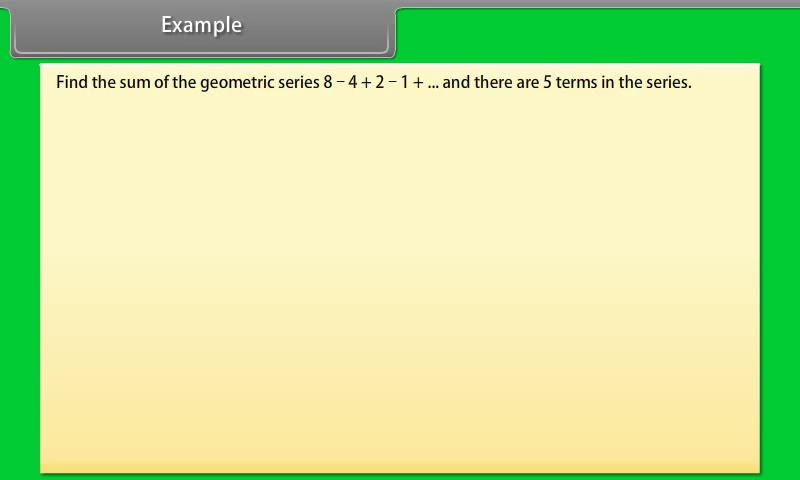 Example
Find the sum of the geometric series 8 − 4 + 2 − 1 + ... and there are 5 terms in the series.